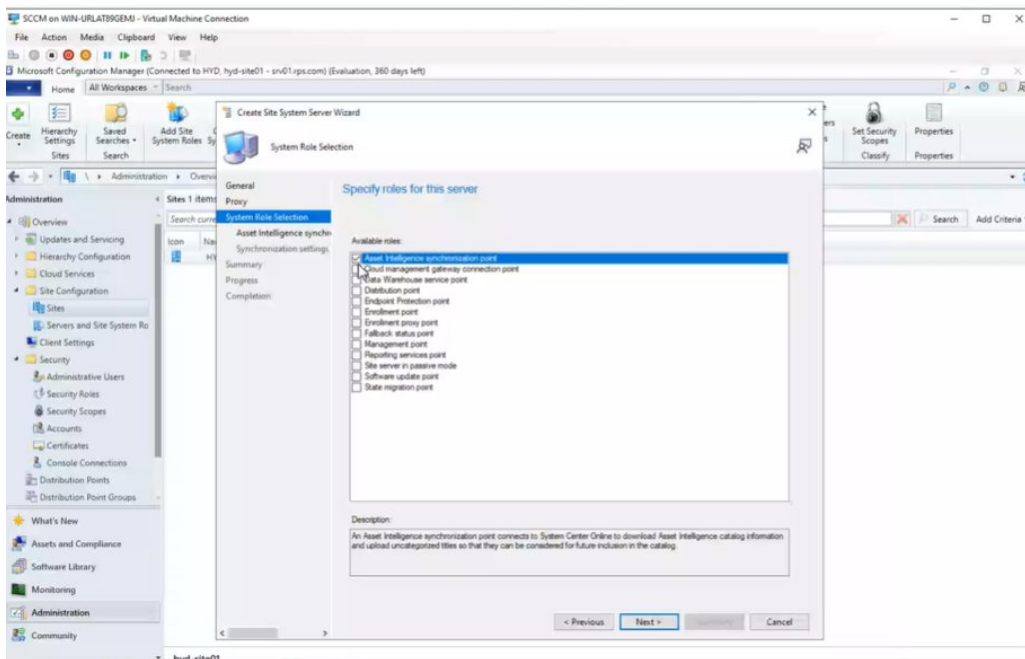 SCCM on WIN-URLAT89GEMJ - Virtual Machine Connection
File Action Media Clipboard View Help
Microsoft Configuration Manager (Connected to HYD, hyd-site01 - srv01.rps.com) (Evaluation, 360 days left)
Home All Workspaces Search
Create
Hierarchy Settings
Saved Searches
Add Site System Roles
Sy
ers
Set Security Scopes
Properties
Sites Search Classify Properties
\ Administration Overvi
Administration
Overview
Updates and Servicing
Hierarchy Configuration
Cloud Services
Site Configuration
Sites
Servers and Site System Ro
Client Settings
Security
Administrative Users
Security Roles
Security Scopes
Accounts
Certificates
Console Connections
Distribution Points
Distribution Point Groups
What's New
Assets and Compliance
Software Library
Monitoring
Administration
Community
Sites 1 items
Search curre
Search Add Criteria
Icon Na
HY
Create Site System Server Wizard
System Role Selection
General
Proxy
System Role Selection
Asset Intelligence synchro
Synchronization settings
Summary
Progress
Completion
Specify roles for this server
Available roles:
Asset Intelligence synchronization point
Cloud management gateway connection point
Data Warehouse service point
Distribution point
Endpoint Protection point
Enrollment point
Enrollment proxy point
Fallback status point
Management point
Reporting services point
Site server in passive mode
Software update point
State migration point
Description:
An Asset Intelligence synchronization point connects to System Center Online to download Asset Intelligence catalog information
and upload uncategorized titles so that they can be considered for future inclusion in the catalog.
< Previous Next > Summary Cancel
hyd-site01